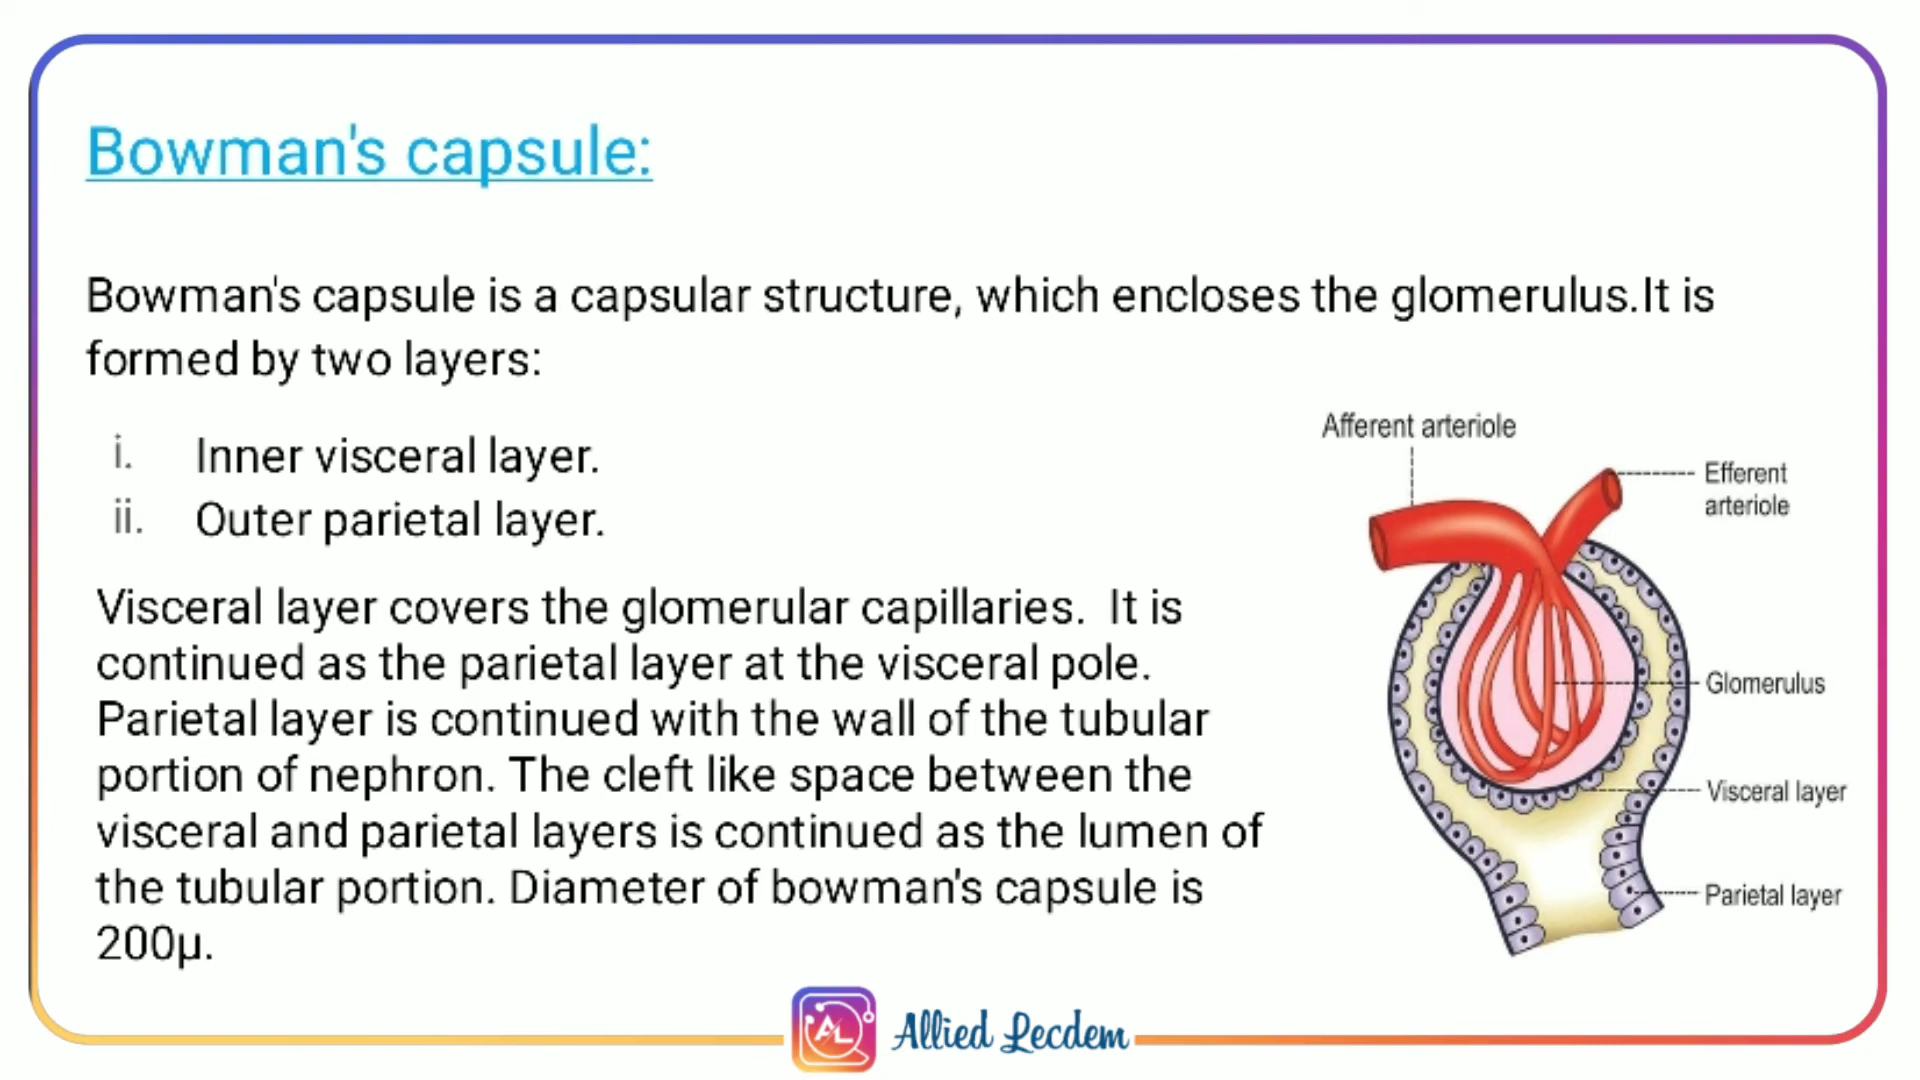 Bowman's capsule:
Bowman's capsule is a capsular structure, which encloses the glomerulus.It is
formed by two layers:
i. Inner visceral layer.
ii. Outer parietal layer.
Visceral layer covers the glomerular capillaries. It is
continued as the parietal layer at the visceral pole.
Parietal layer is continued with the wall of the tubular
portion of nephron. The cleft like space between the
visceral and parietal layers is continued as the lumen of
the tubular portion. Diameter of bowman's capsule is
200µ.
Afferent arteriole
Efferent
arteriole
Glomerulus
Visceral layer
Parietal layer
AL
Allied Lecdem